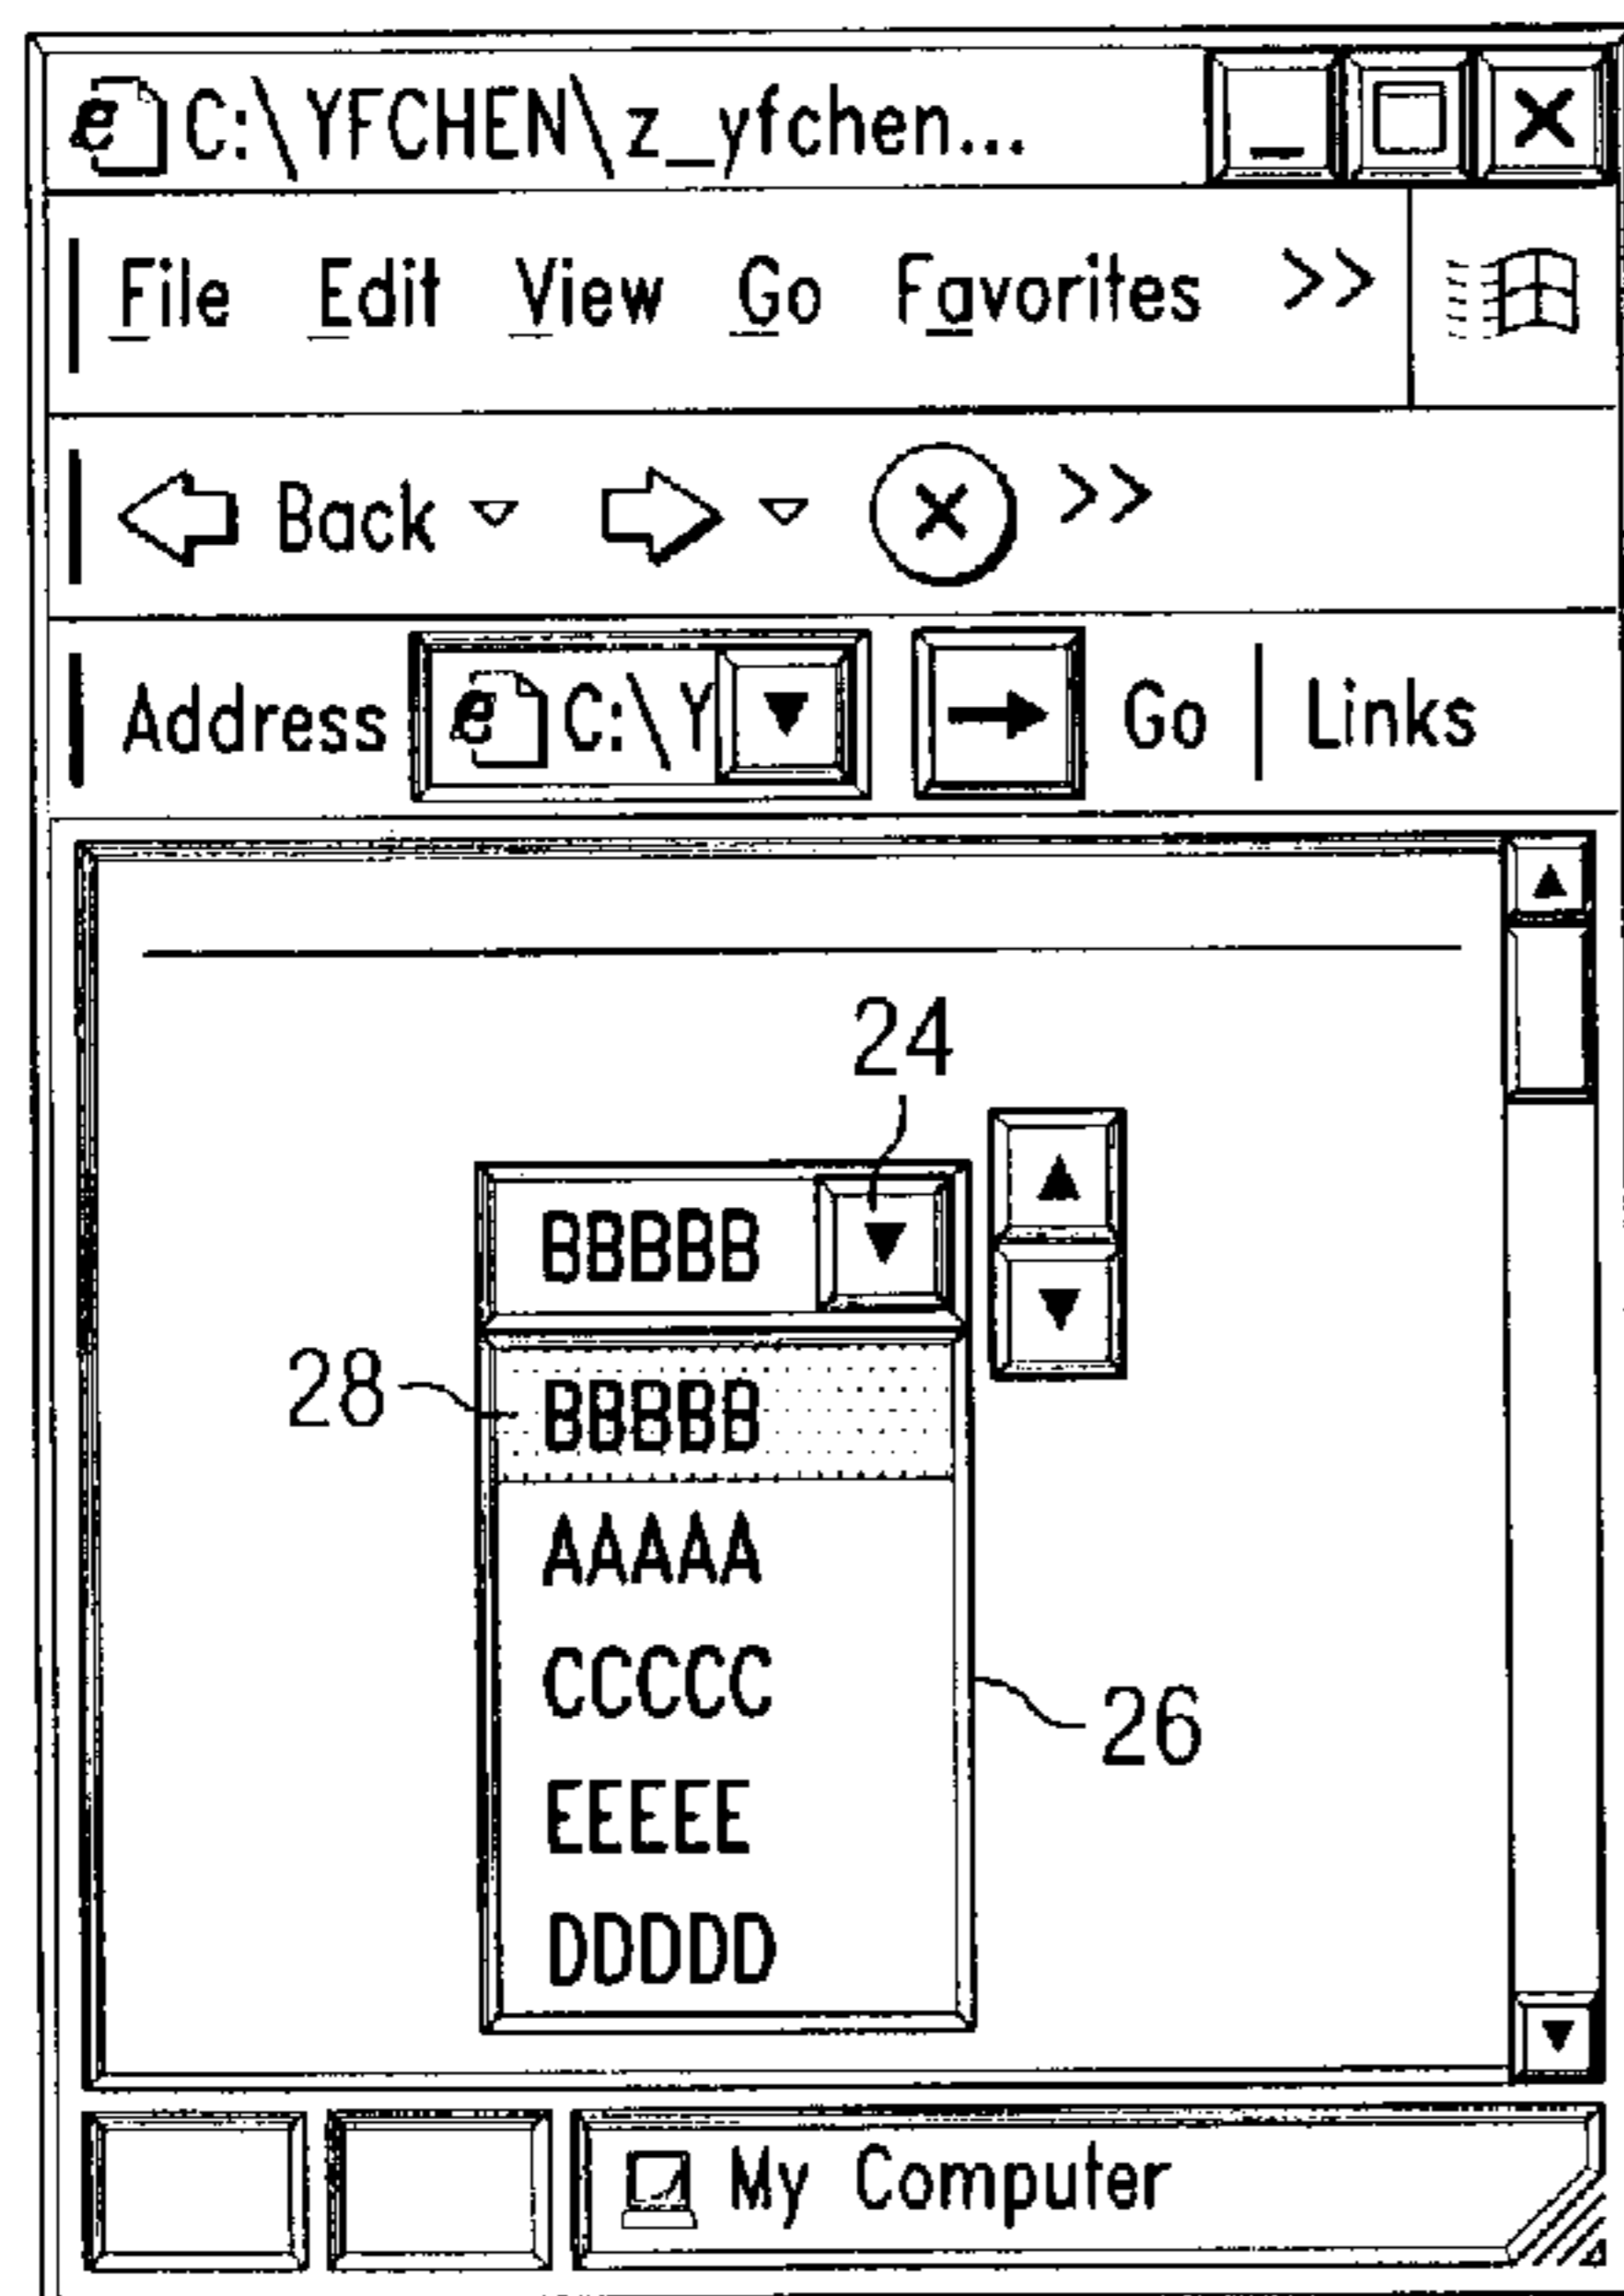 C:\YFCHEN\z_yfchen...
File Edit View Go Favorites >>
Back >>
Address C:\Y Go Links
24
BBBBB
28 BBBBB
AAAAA
CCCCC
26
EEEEE
DDDDD
My Computer